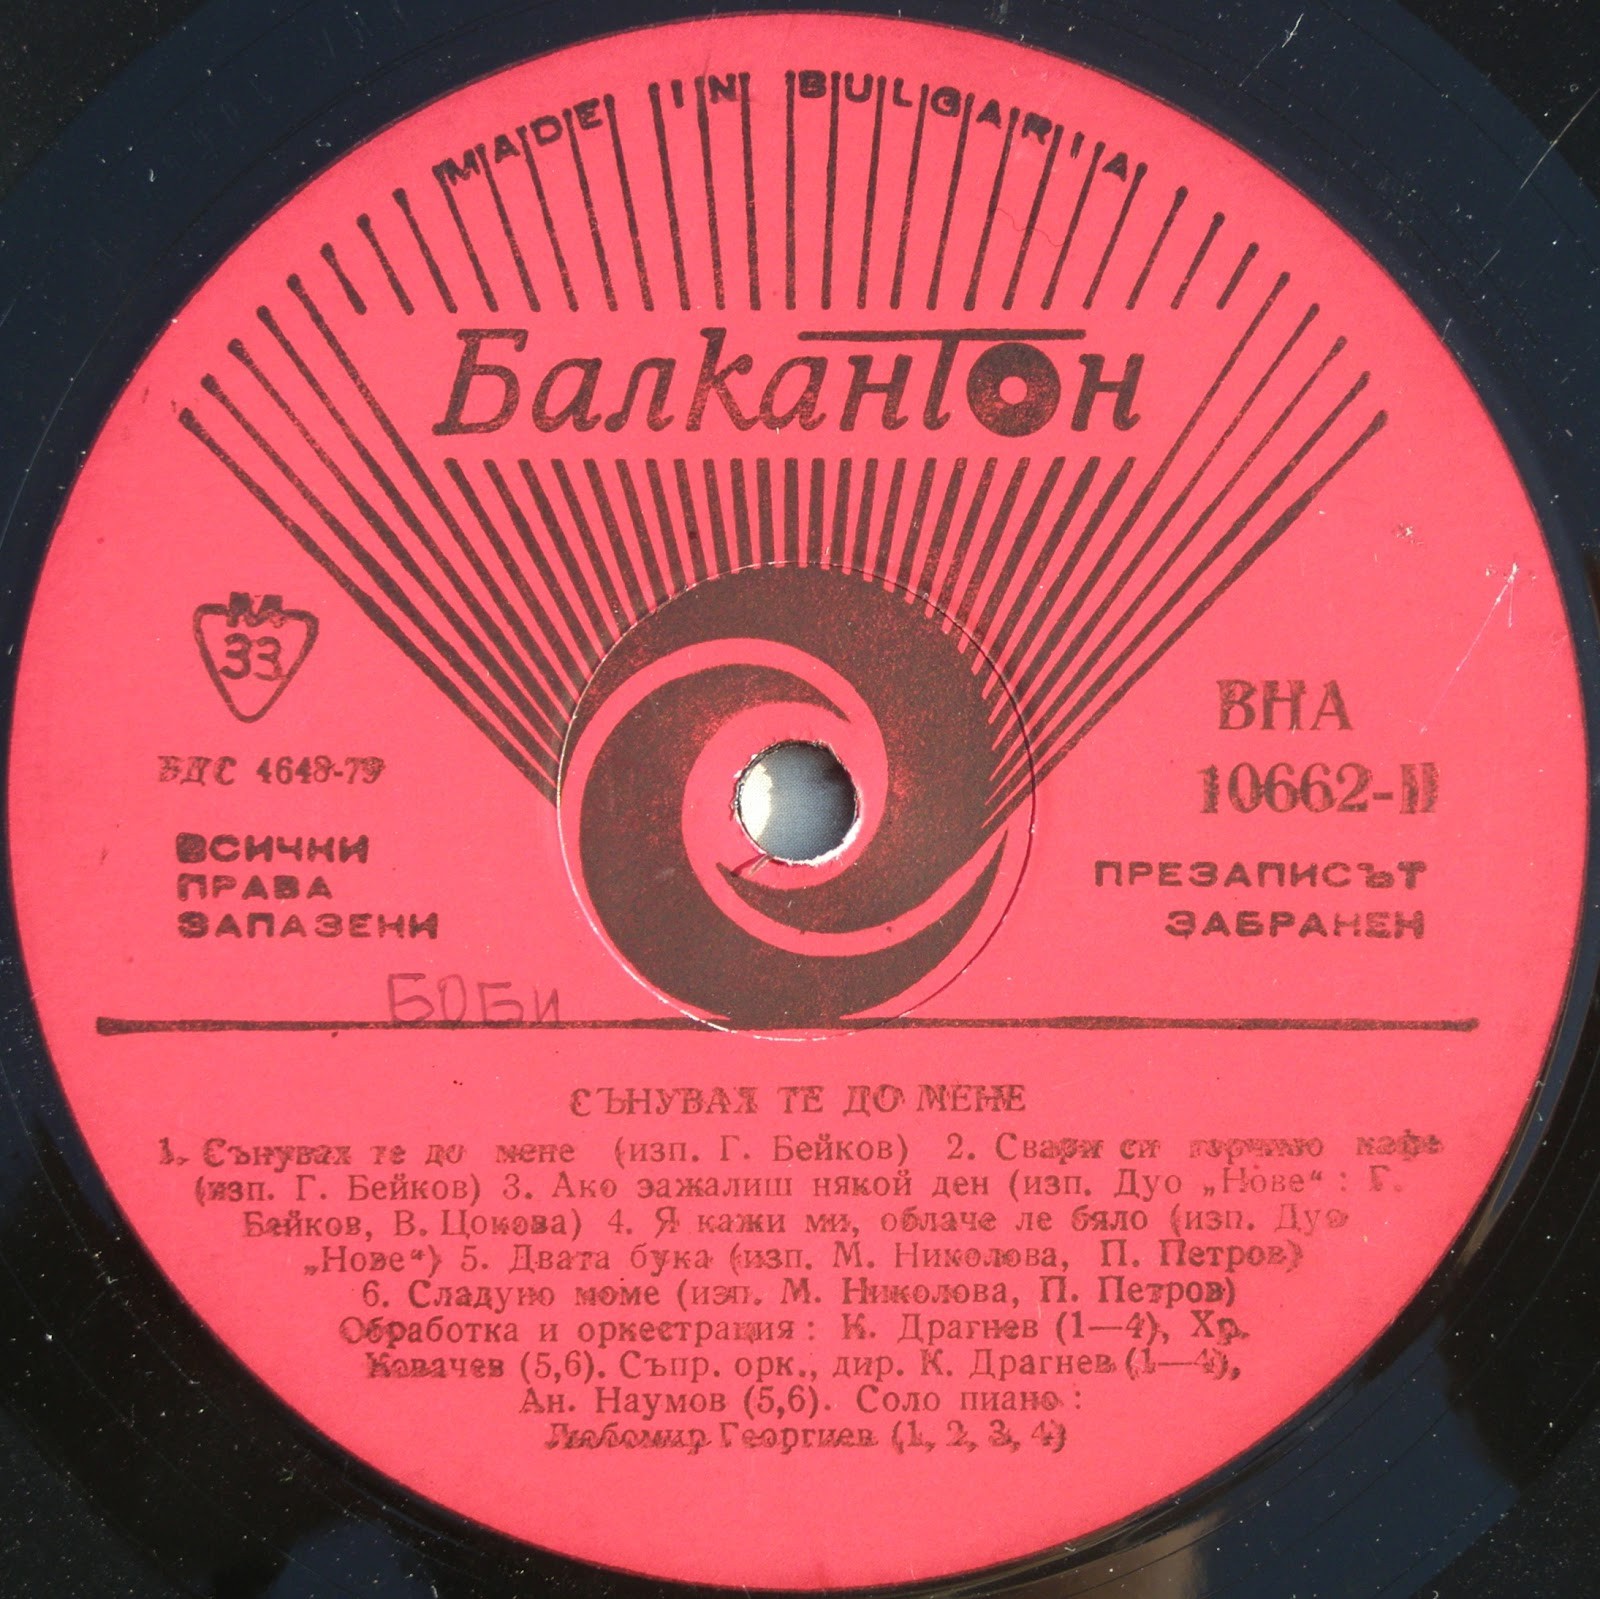 MADE IN BULGARIA
Балкантон
М
33
ВНА
10662-II
БДС 4648-79
ВСИЧКИ
ПРАВА
ЗАПАЗЕНИ
ПРЕЗАПИСЪТ
ЗАБРАНЕН
БОБИ
СЪНУВАХ ТЕ ДО МЕНЕ
1. Сънувах те до мене (изп. Г. Бейков) 2. Свари си горчиво кафе
(изп. Г. Бейков) 3. Ако зажалиш някой ден (изп. Дуо „Нове“ : Г.
Бейков, В. Цокова) 4. Я кажи ми, облаче ле бяло (изп. Дуо
„Нове“) 5. Двата бука (изп. М. Николова, П. Петров)
6. Сладуно моме (изп. М. Николова, П. Петров)
Обработка и оркестрация : К. Драгнев (1—4), Хр.
Ковачев (5,6). Съпр. орк., дир. К. Драгнев (1—4),
Ан. Наумов (5,6). Соло пиано :
Любомир Георгиев (1, 2, 3, 4)